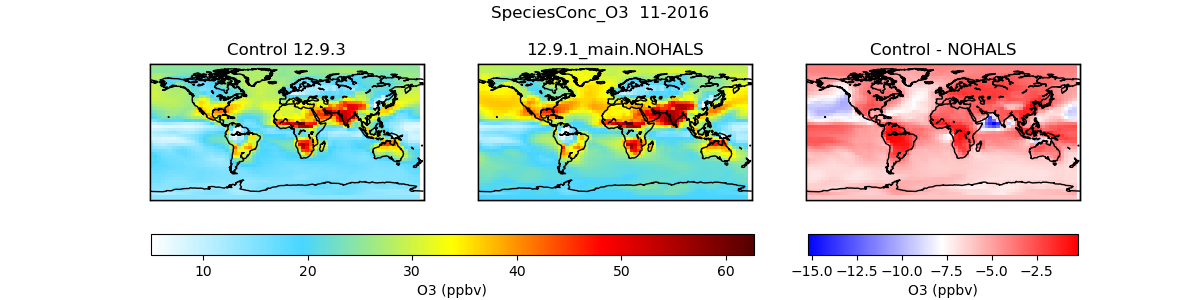 SpeciesConc_O3  11-2016
Control 12.9.3
12.9.1_main.NOHALS
Control - NOHALS
10 20 30 40 50 60
O3 (ppbv)
−15.0 −12.5 −10.0 −7.5 −5.0 −2.5
O3 (ppbv)